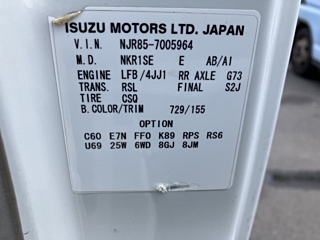 ISUZU MOTORS LTD. JAPAN
V.I.N. NJR85-7005964
M.D. NKR1SE E AB/AI
ENGINE LFB/4JJ1 RR AXLE G73
TRANS. RSL FINAL S2J
TIRE CSQ
B.COLOR/TRIM 729/155
OPTION
C60 E7N FF0 K89 RPS RS6
U69 25W 6WD 8GJ 8JM